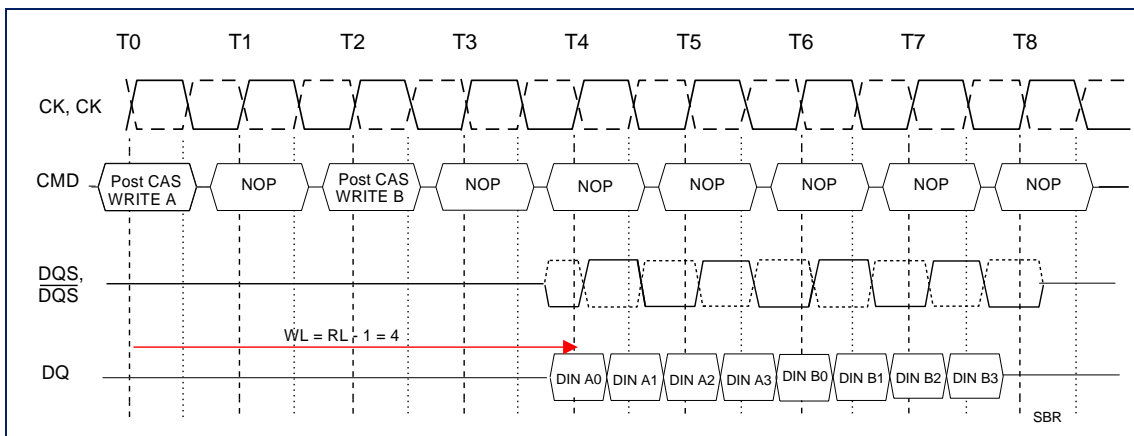 T0 T1 T2 T3 T4 T5 T6 T7 T8
CK, CK
CMD
Post CAS
WRITE A
NOP
Post CAS
WRITE B
NOP
NOP
NOP
NOP
NOP
NOP
DQS,
DQS
WL = RL - 1 = 4
DQ
DIN A0 DIN A1 DIN A2 DIN A3 DIN B0 DIN B1 DIN B2 DIN B3
SBR